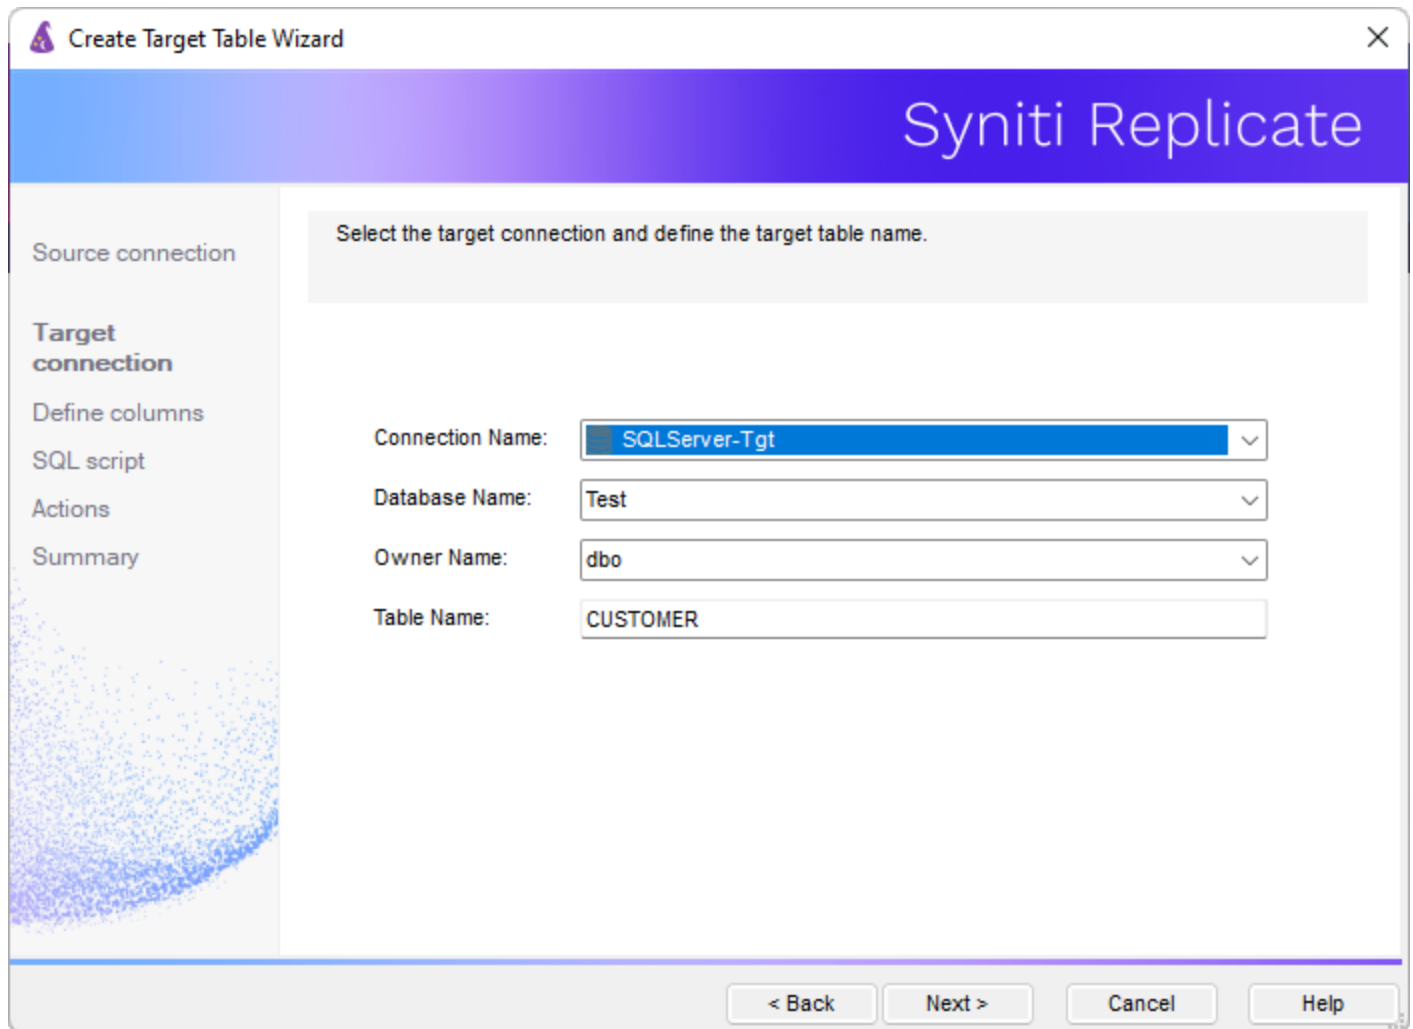 Create Target Table Wizard
Syniti Replicate
Source connection
Target
connection
Define columns
SQL script
Actions
Summary
Select the target connection and define the target table name.
Connection Name: SQLServer-Tgt
Database Name: Test
Owner Name: dbo
Table Name: CUSTOMER
< Back Next > Cancel Help